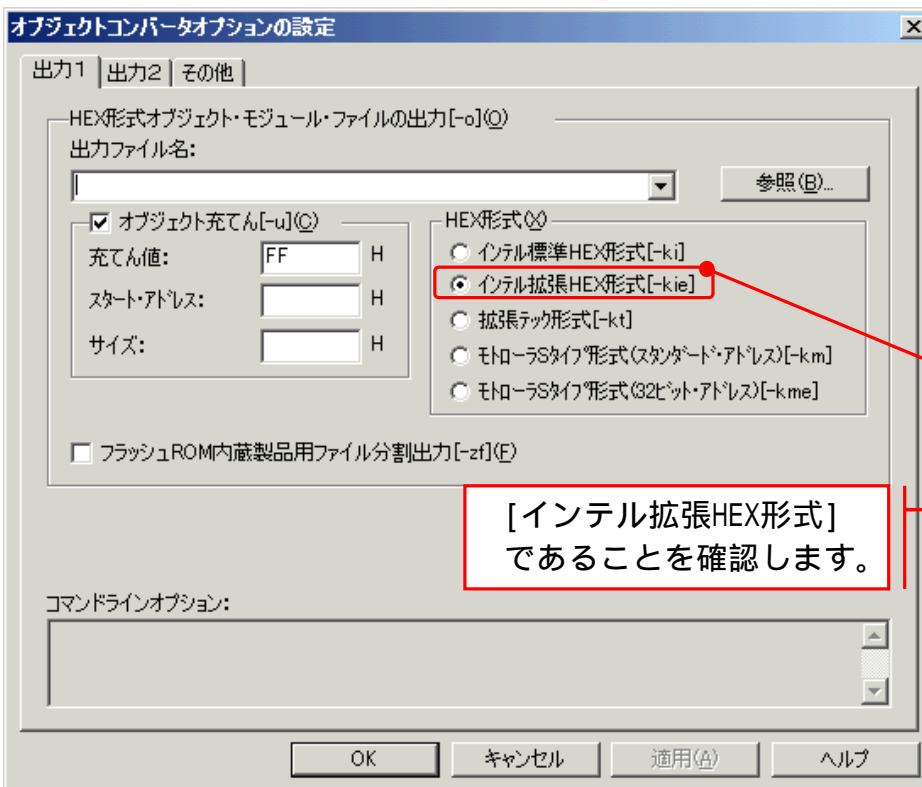 オブジェクトコンバータオプションの設定
出力1 出力2 その他
HEX形式オブジェクト・モジュール・ファイルの出力[-o](O)
出力ファイル名:
参照(B)...
オブジェクト充てん[-u](C)
充てん値: FF H
スタート・アドレス: H
サイズ: H
HEX形式(X)
インテル標準HEX形式[-ki]
インテル拡張HEX形式[-kie]
拡張テック形式[-kt]
モトローラSタイプ形式(スタンダード・アドレス)[-km]
モトローラSタイプ形式(32ビット・アドレス)[-kme]
フラッシュROM内蔵製品用ファイル分割出力[-zf](F)
[インテル拡張HEX形式]
であることを確認します。
コマンドラインオプション:
OK キャンセル 適用(A) ヘルプ